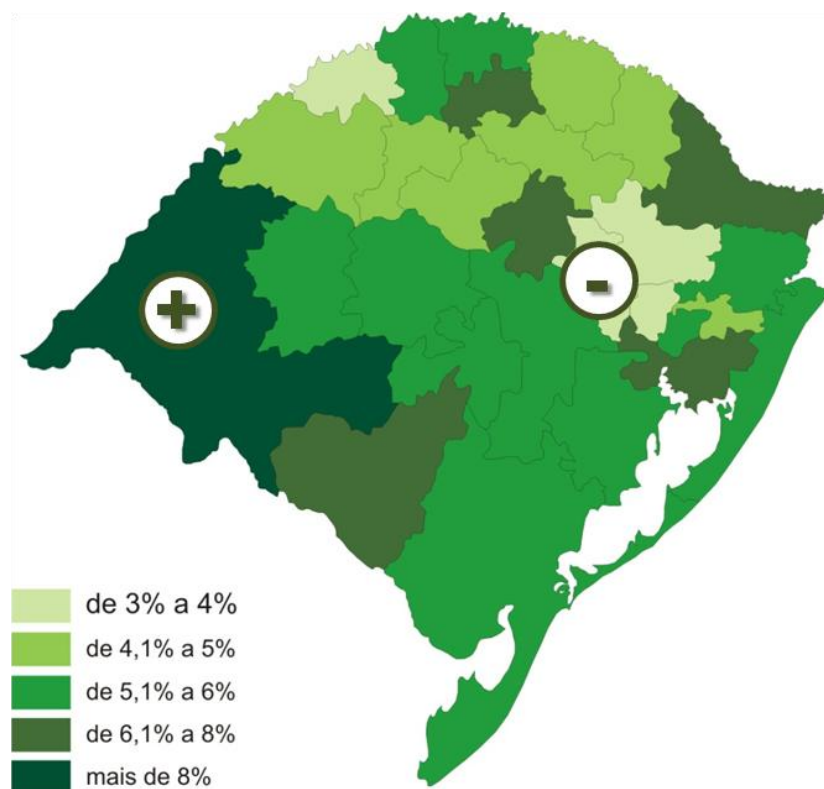 +
-
de 3% a 4%
de 4,1% a 5%
de 5,1% a 6%
de 6,1% a 8%
mais de 8%